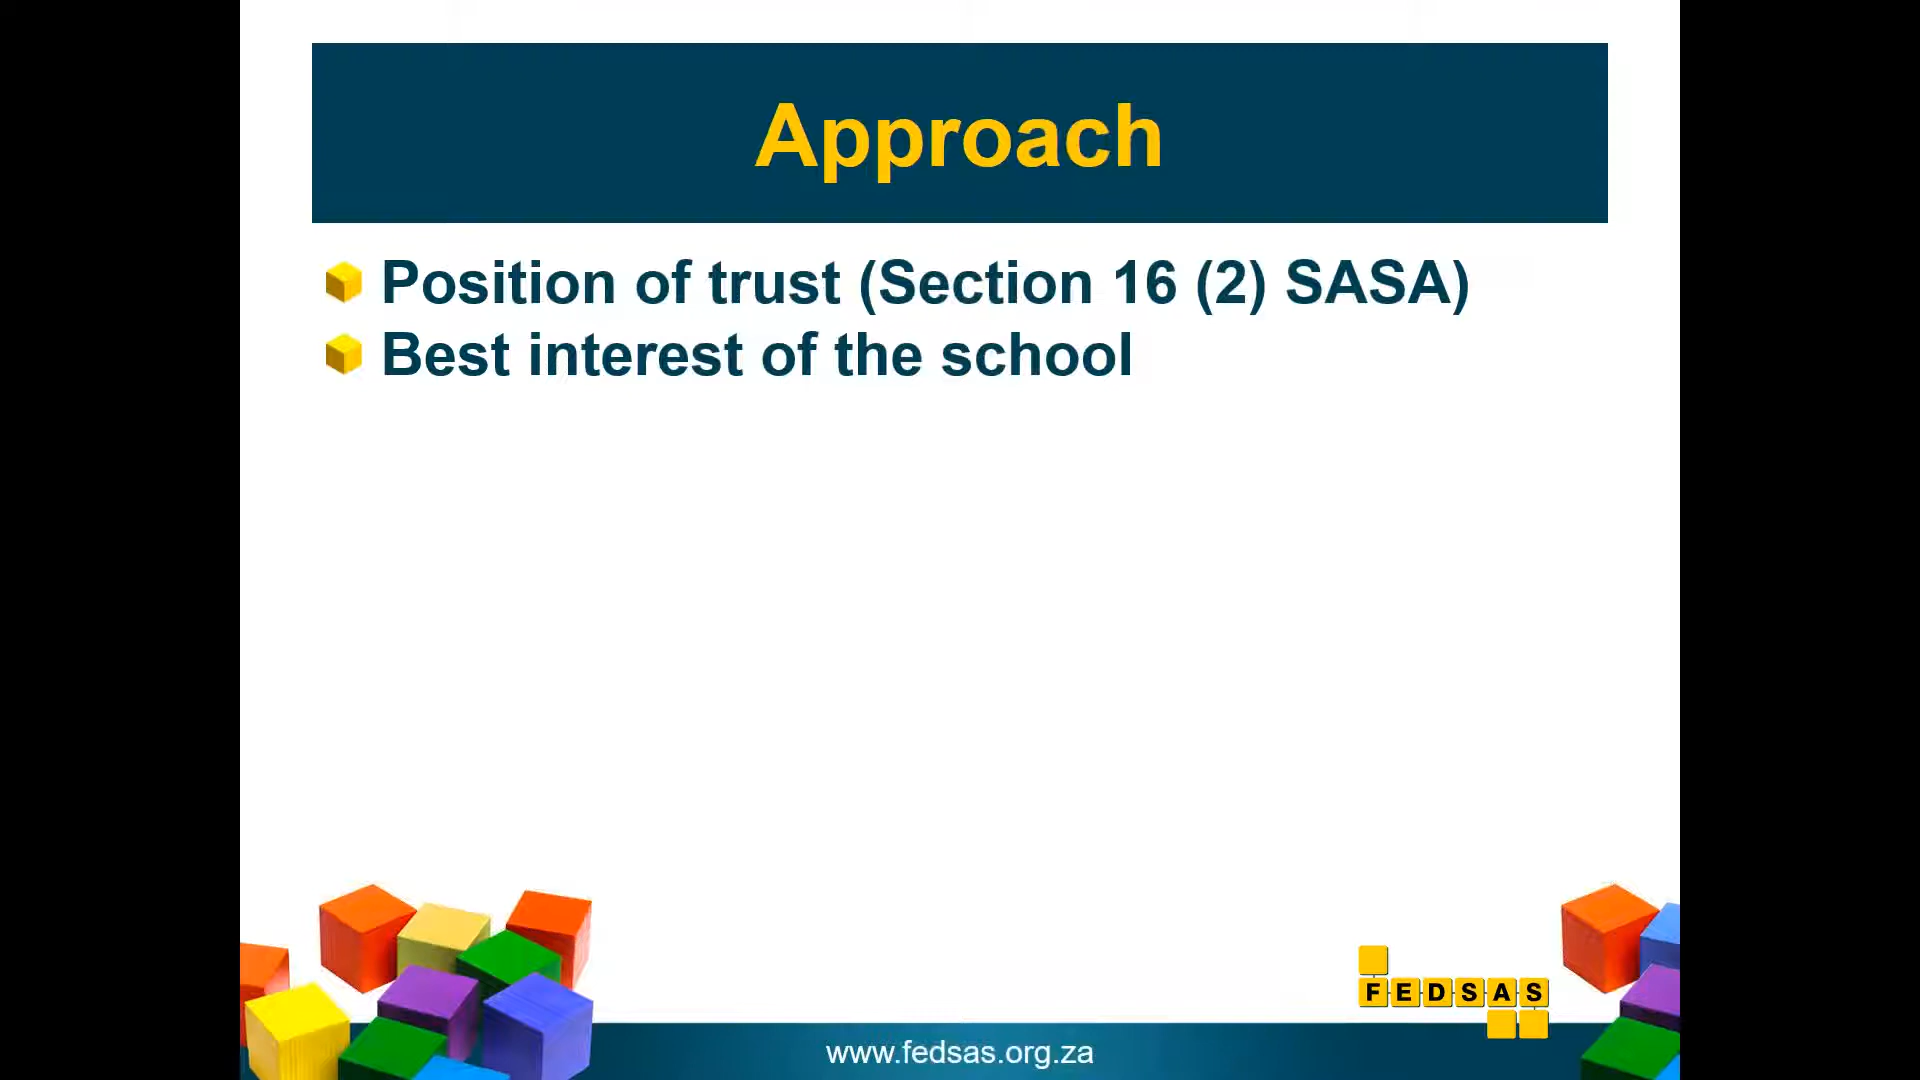 Approach
Position of trust (Section 16 (2) SASA)
Best interest of the school
FEDSAS
www.fedsas.org.za